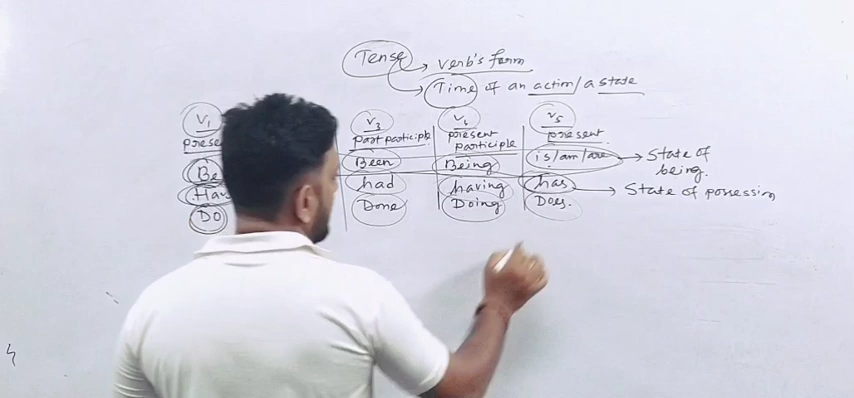 Tense → verb's form
→ Time of an action/a state
V1 V3 V4 V5
past participle present participle present
Be Been Being is/am/are → State of being.
had having has → State of possession
DO Done Doing Does.